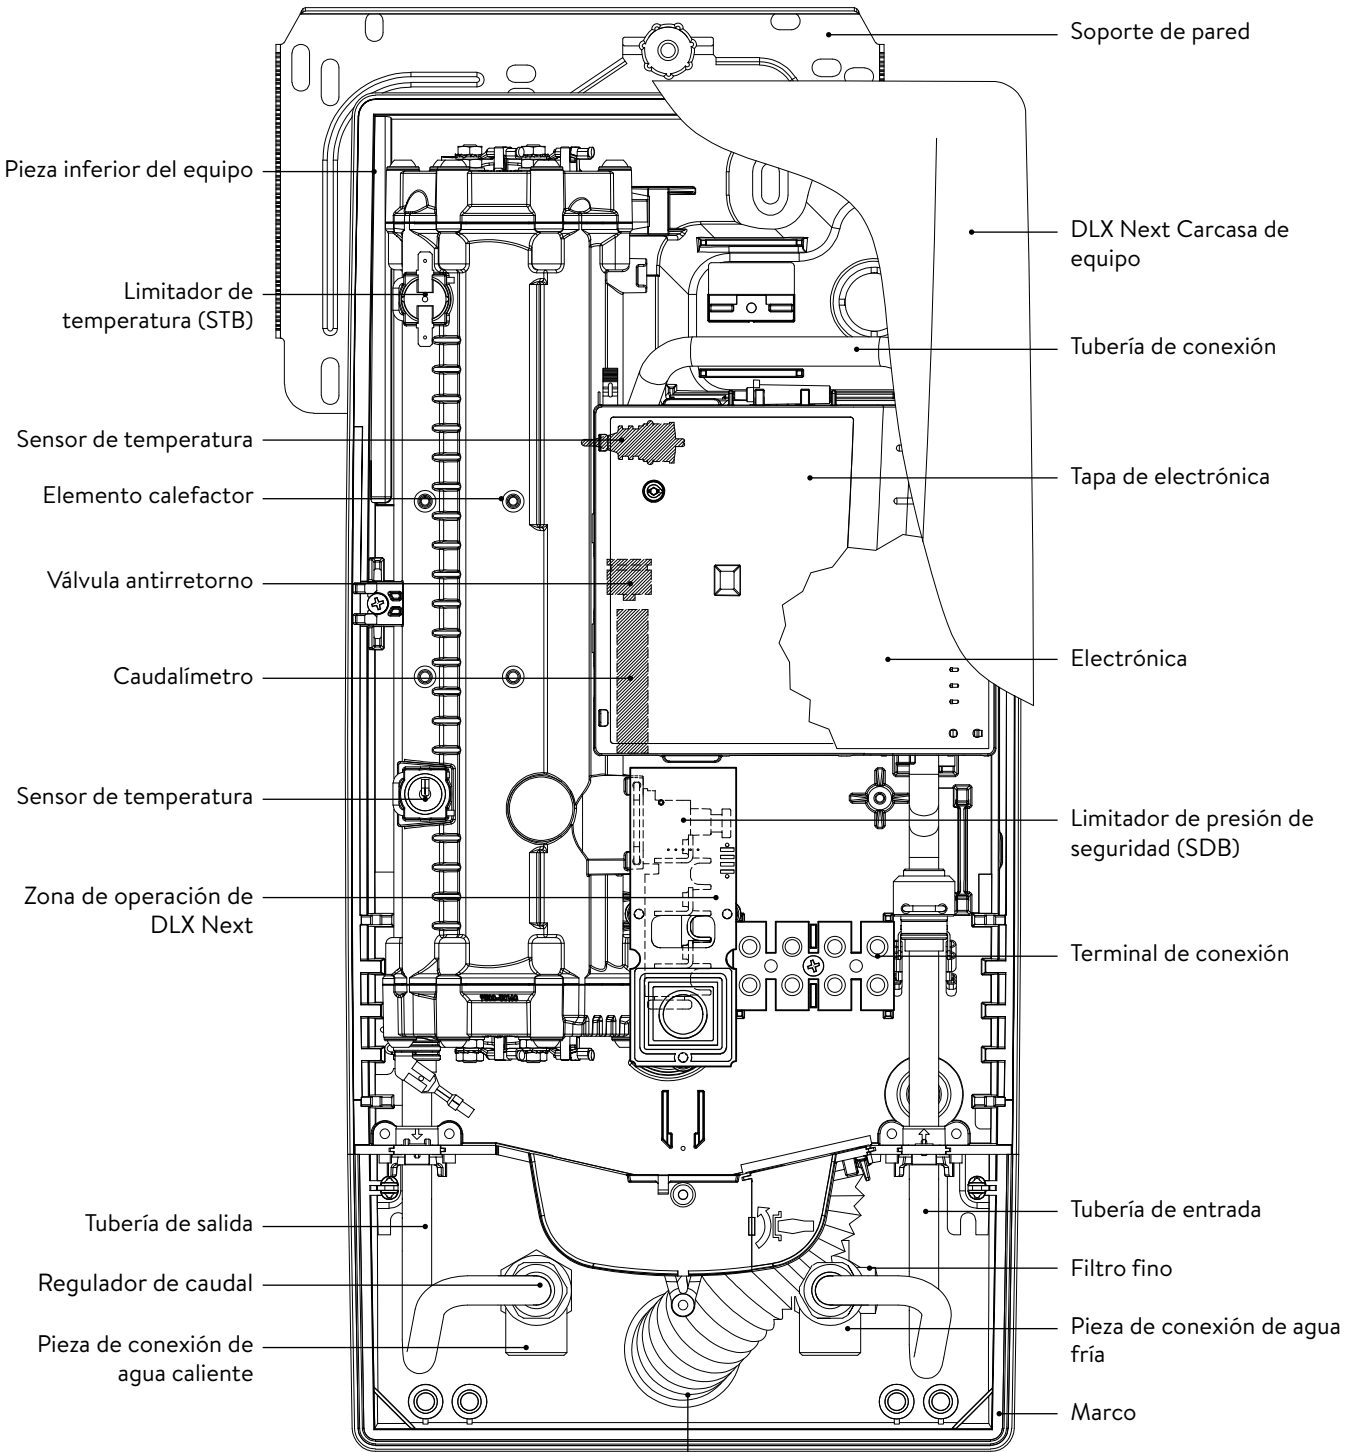 Soporte de pared
Pieza inferior del equipo
DLX Next Carcasa de
equipo
Limitador de
temperatura (STB)
Tubería de conexión
Sensor de temperatura
Tapa de electrónica
Elemento calefactor
Válvula antirretorno
Electrónica
Caudalímetro
Sensor de temperatura
Limitador de presión de
seguridad (SDB)
Zona de operación de
DLX Next
Terminal de conexión
Tubería de salida
Tubería de entrada
Regulador de caudal
Filtro fino
Pieza de conexión de
agua caliente
Pieza de conexión de agua
fría
Marco